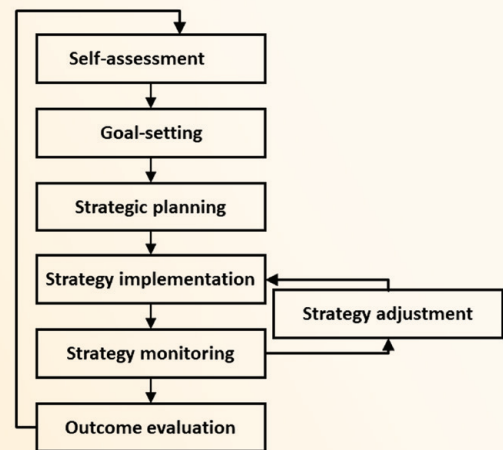 Self-assessment
Goal-setting
Strategic planning
Strategy implementation
Strategy adjustment
Strategy monitoring
Outcome evaluation